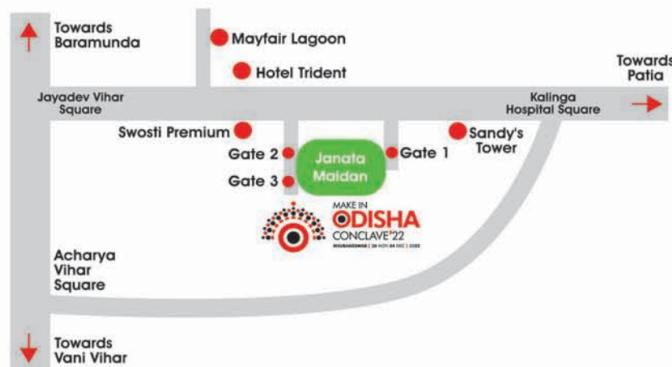 Towards
Baramunda
Mayfair Lagoon
Hotel Trident
Towards
Patia
Jayadev Vihar
Square
Kalinga
Hospital Square
Swosti Premium
Sandy's
Tower
Gate 2
Janata
Maidan
Gate 1
Gate 3
MAKE IN
ODISHA
CONCLAVE'22
Acharya
Vihar
Square
Towards
Vani Vihar